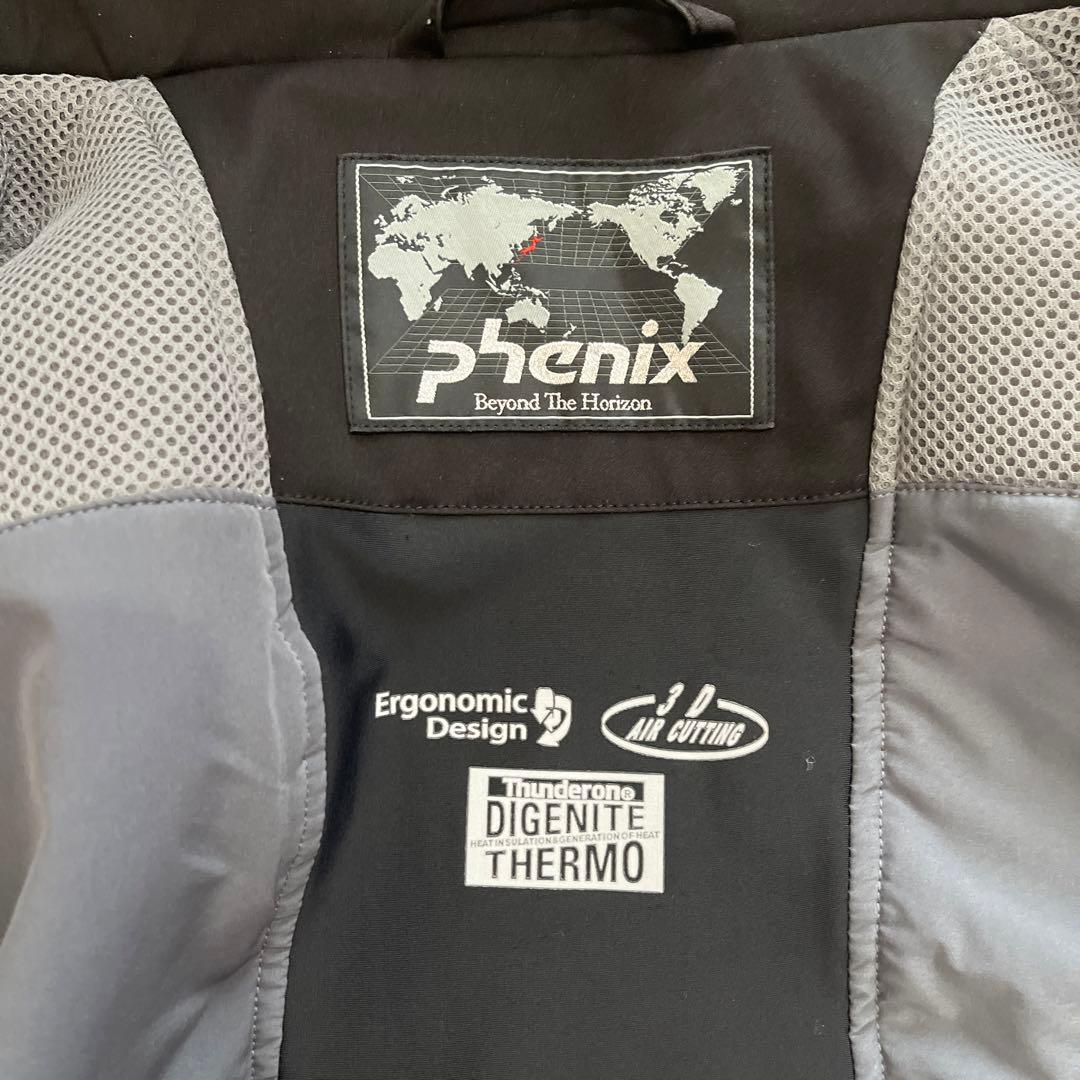 phenix
Beyond The Horizon
Ergonomic
Design
3D
AIR CUTTING
Thunderon®
DIGENITE
HEAT INSULATION&GENERATION OF HEAT
THERMO